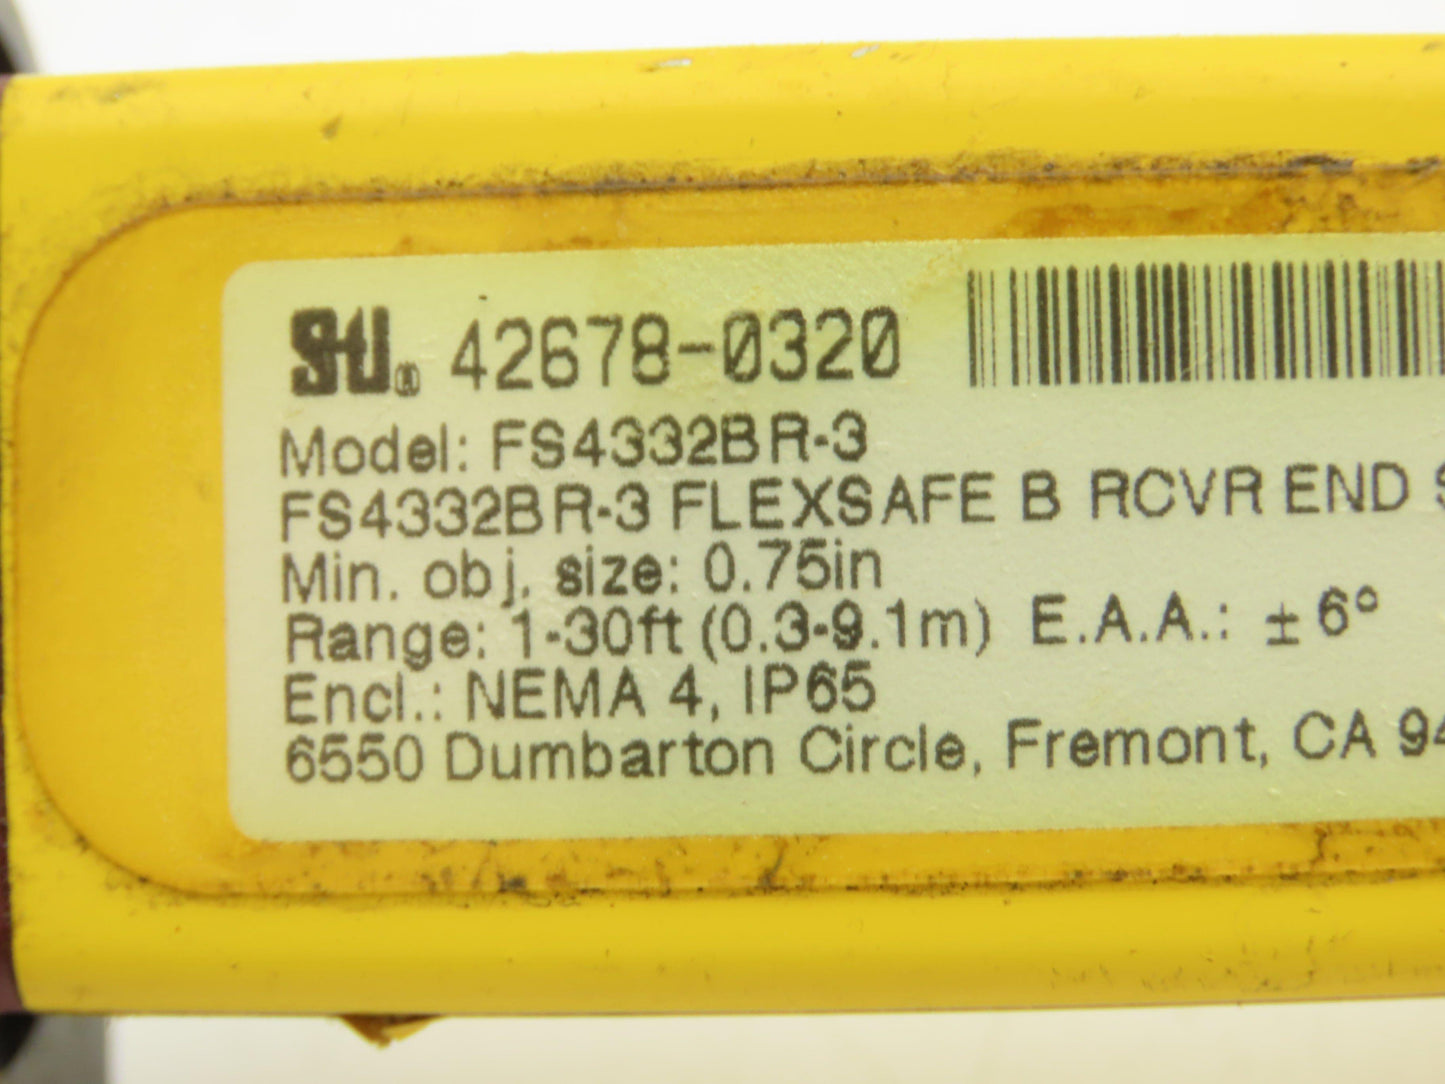 STI® 42678-0320
Model: FS4332BR-3
FS4332BR-3 FLEXSAFE B RCVR END
Min. obj. size: 0.75in
Range: 1-30ft (0.3-9.1m) E.A.A.: ±6°
Encl.: NEMA 4, IP65
6550 Dumbarton Circle, Fremont, CA